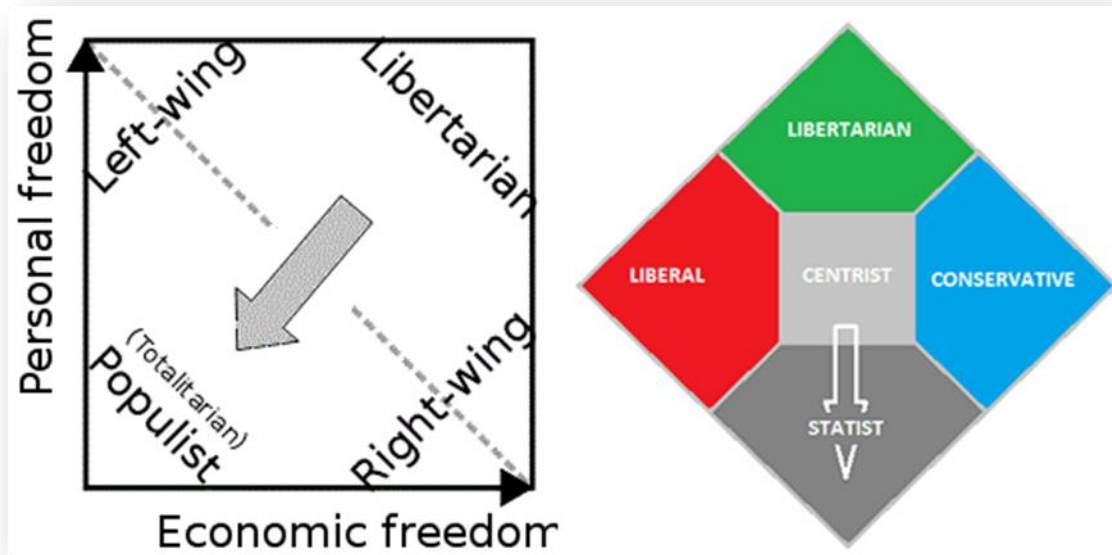 Personal freedom
Left-wing
Libertarian
(Totalitarian)
Populist
Right-wing
Economic freedom
LIBERTARIAN
LIBERAL
CENTRIST
CONSERVATIVE
STATIST